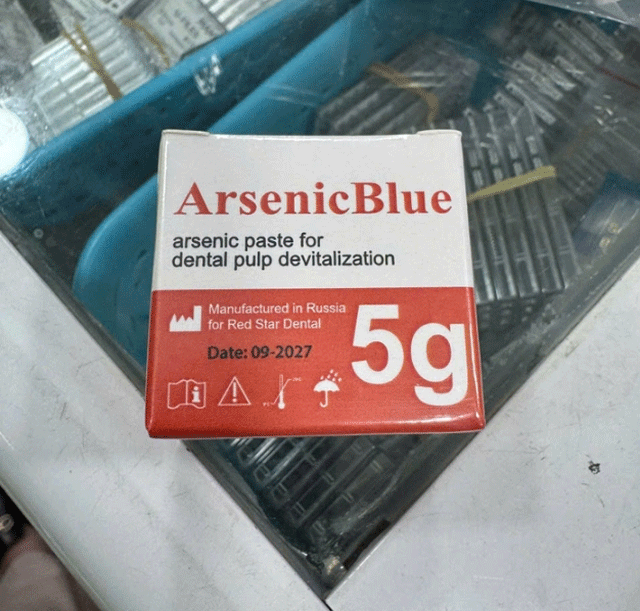 ArsenicBlue
arsenic paste for
dental pulp devitalization
Manufactured in Russia
for Red Star Dental
5g
Date: 09-2027